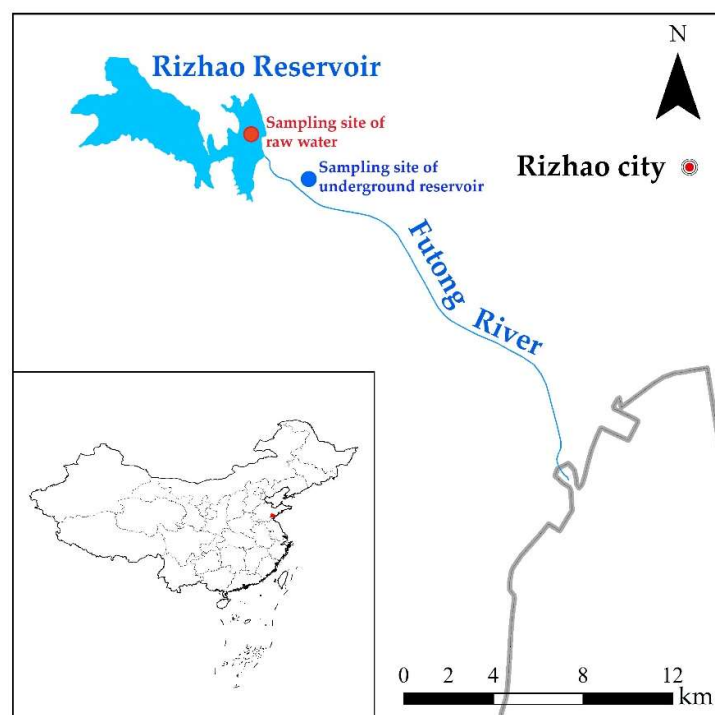 Rizhao Reservoir
N
Sampling site of
raw water
Rizhao city
Sampling site of
underground reservoir
Futong River
0 2 4 8 12
km